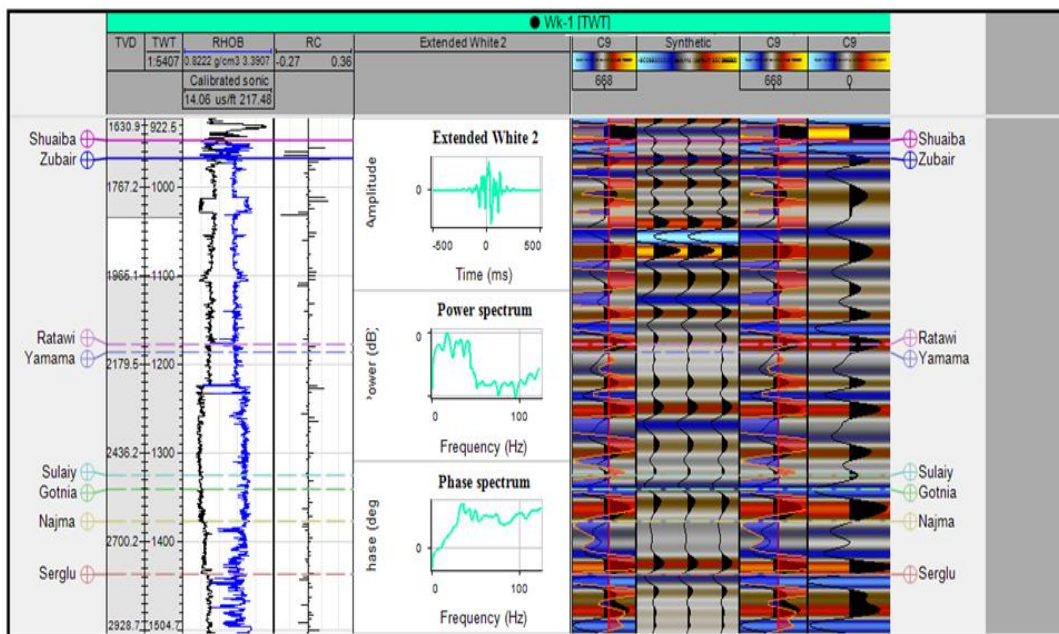 Wk-1 [TWT]
TVD TWT RHOB RC Extended White 2 C9 Synthetic C9 C9
1:5407 0.8222 g/cm3 3.3907 -0.27 0.36
668 668 0
Calibrated sonic
14.06 us/ft 217.48
1630.9 922.5
Shuaiba Shuaiba
Zubair Zubair
1767.2 1000
1966.1 1100
Ratawi Ratawi
Yamama Yamama
2179.5 1200
2436.2 1300
Sulaiy Sulaiy
Gotnia Gotnia
Najma Najma
2700.2 1400
Serglu Serglu
2928.7 1504.7
Extended White 2
Amplitude
0
-500 0 500
Time (ms)
Power spectrum
Power (dB)
0
0 100
Frequency (Hz)
Phase spectrum
hase (deg
0
0 100
Frequency (Hz)